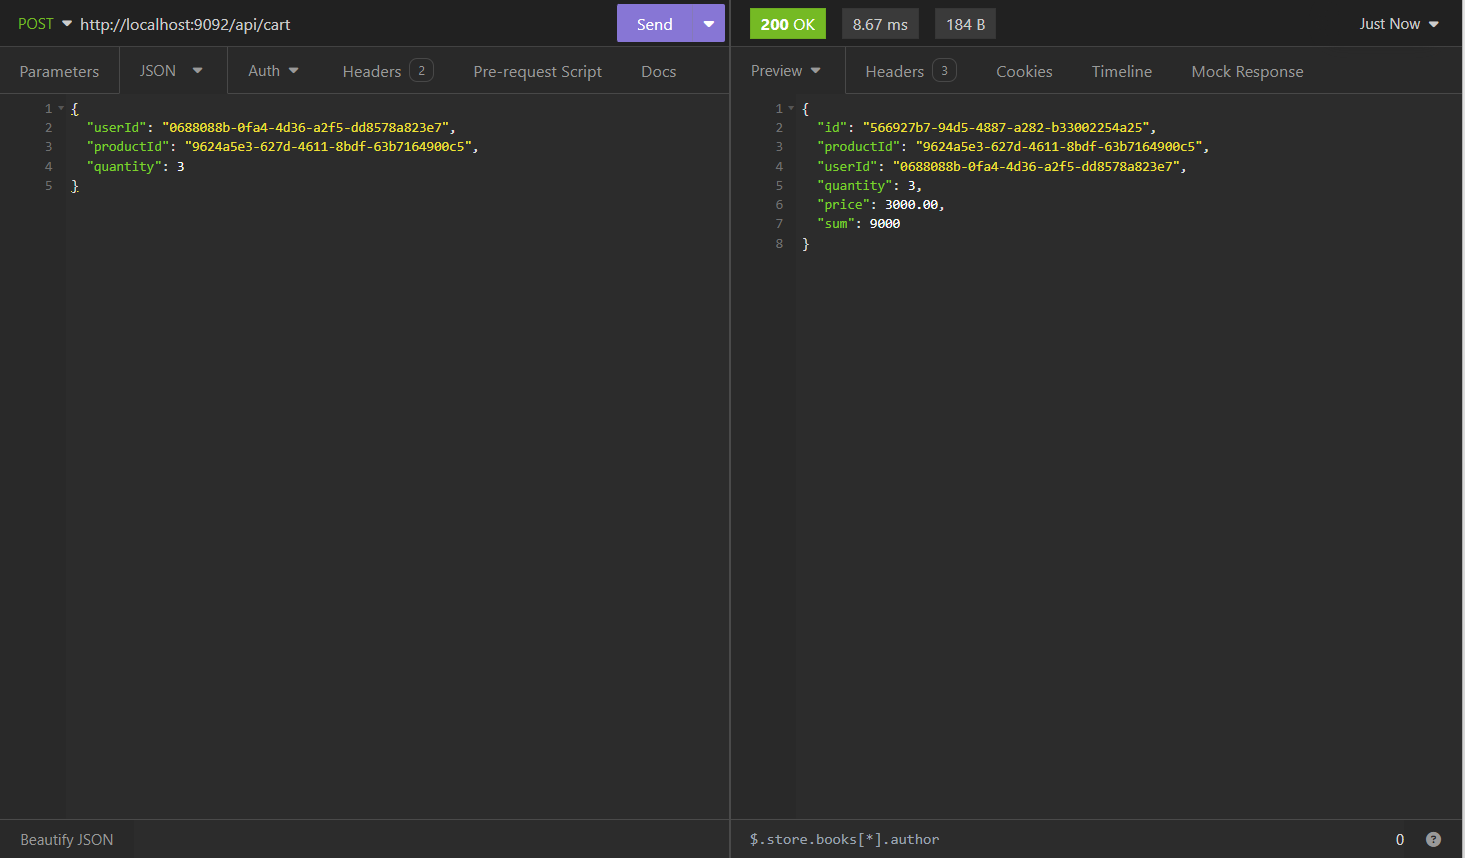 POST http://localhost:9092/api/cart Send
200 OK 8.67 ms 184 B Just Now
Parameters JSON Auth Headers 2 Pre-request Script Docs
Preview Headers 3 Cookies Timeline Mock Response
1 {
2 "userId": "0688088b-0fa4-4d36-a2f5-dd8578a823e7",
3 "productId": "9624a5e3-627d-4611-8bdf-63b7164900c5",
4 "quantity": 3
5 }
1 {
2 "id": "566927b7-94d5-4887-a282-b33002254a25",
3 "productId": "9624a5e3-627d-4611-8bdf-63b7164900c5",
4 "userId": "0688088b-0fa4-4d36-a2f5-dd8578a823e7",
5 "quantity": 3,
6 "price": 3000.00,
7 "sum": 9000
8 }
Beautify JSON
$.store.books[*].author 0 ?